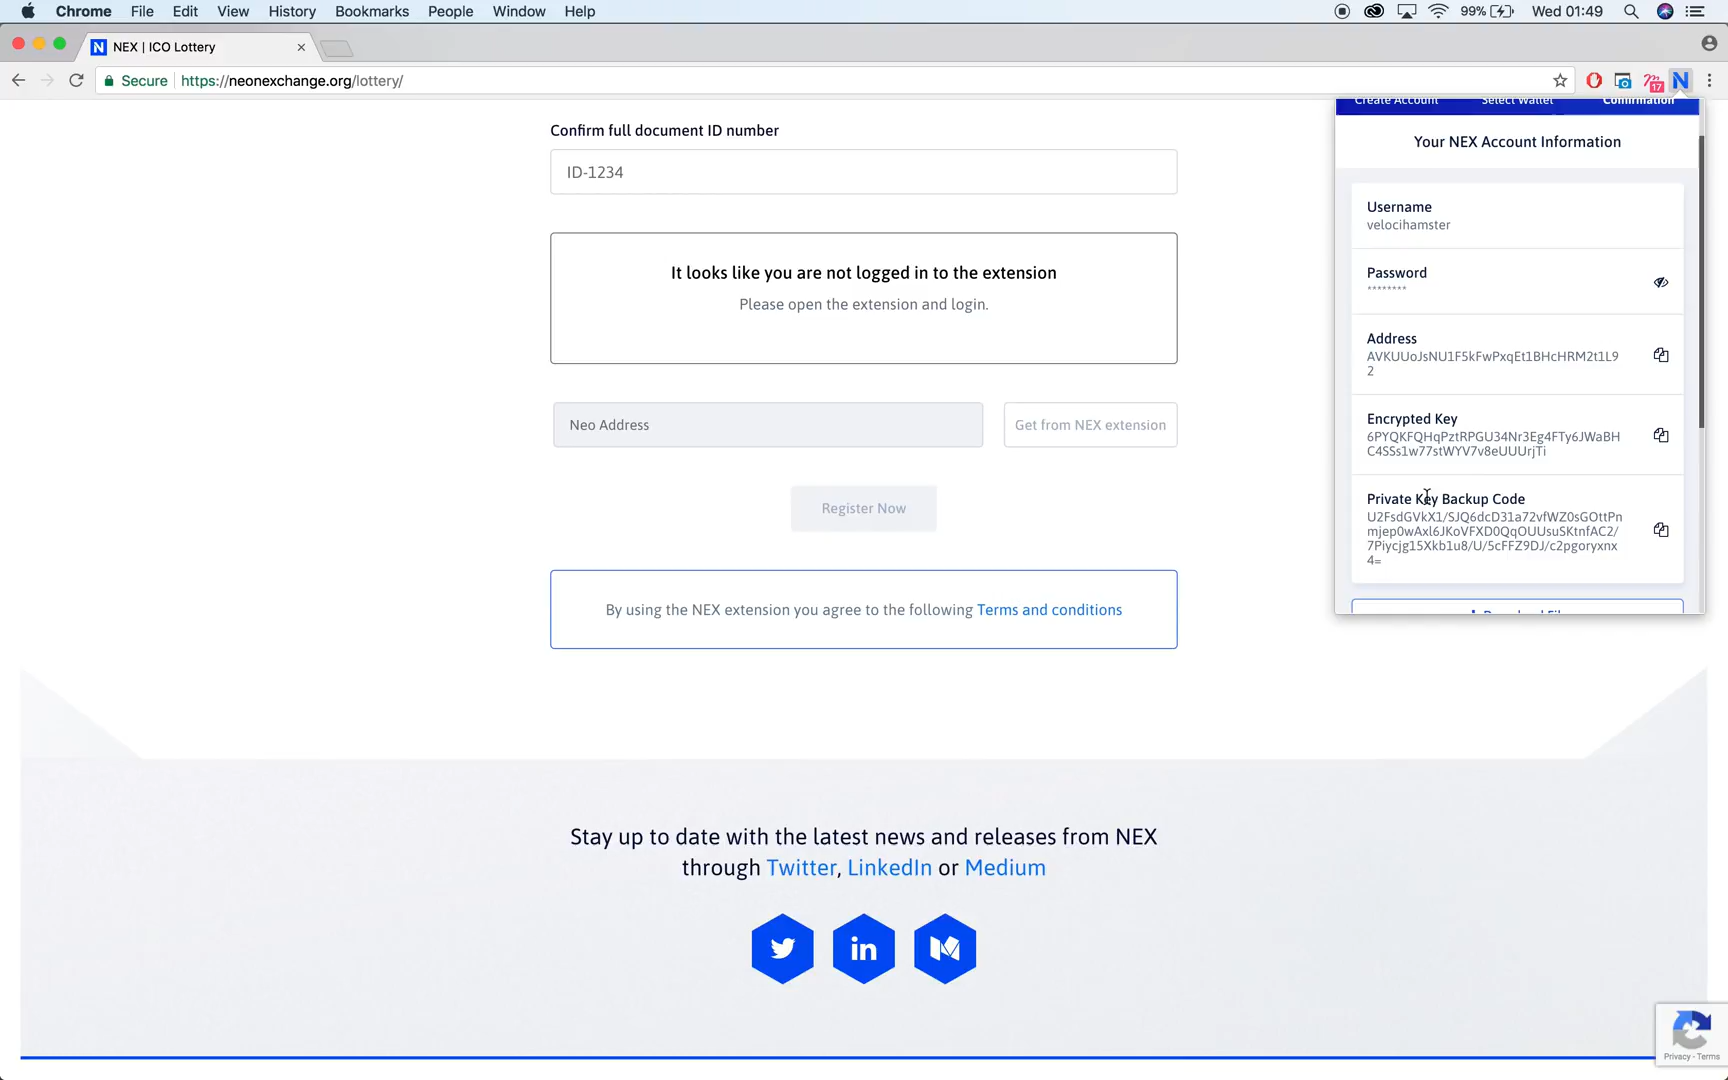 Chrome File Edit View History Bookmarks People Window Help 99% Wed 01:49
NEX | ICO Lottery
Secure https://neonexchange.org/lottery/
17
Create Account Select Wallet Confirmation
Your NEX Account Information
Username
velocihamster
Password
********
Address
AVKUUoJsNU1F5kFwPxqEt1BHcHRM2t1L9
2
Encrypted Key
6PYQKFQHqPztRPGU34Nr3Eg4FTy6JWaBH
C4SSs1w77stWYV7v8eUUUrjTi
Private Key Backup Code
U2FsdGVkX1/SJQ6dcD31a72vfWZ0sGOttPn
mjep0wAxl6JKoVFXD0QqOUUsuSKtnfAC2/
7Piycjg15Xkb1u8/U/5cFFZ9DJ/c2pgoryxnx
4=
Download File
Confirm full document ID number
ID-1234
It looks like you are not logged in to the extension
Please open the extension and login.
Neo Address
Get from NEX extension
Register Now
By using the NEX extension you agree to the following Terms and conditions
Stay up to date with the latest news and releases from NEX
through Twitter, LinkedIn or Medium
Privacy - Terms